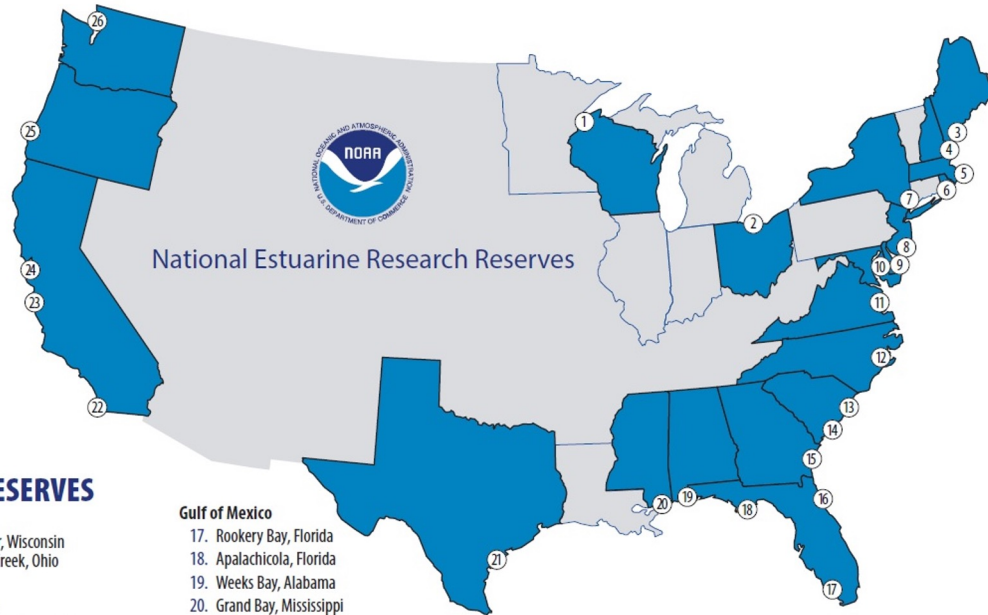 26
25
24
23
22
1
2
3
4
5
6
7
8
9
10
11
12
13
14
15
16
17
18
19
20
21
NATIONAL OCEANIC AND ATMOSPHERIC ADMINISTRATION
NOAA
U.S. DEPARTMENT OF COMMERCE
National Estuarine Research Reserves
ESERVES
, Wisconsin
reek, Ohio
Gulf of Mexico
17. Rookery Bay, Florida
18. Apalachicola, Florida
19. Weeks Bay, Alabama
20. Grand Bay, Mississippi